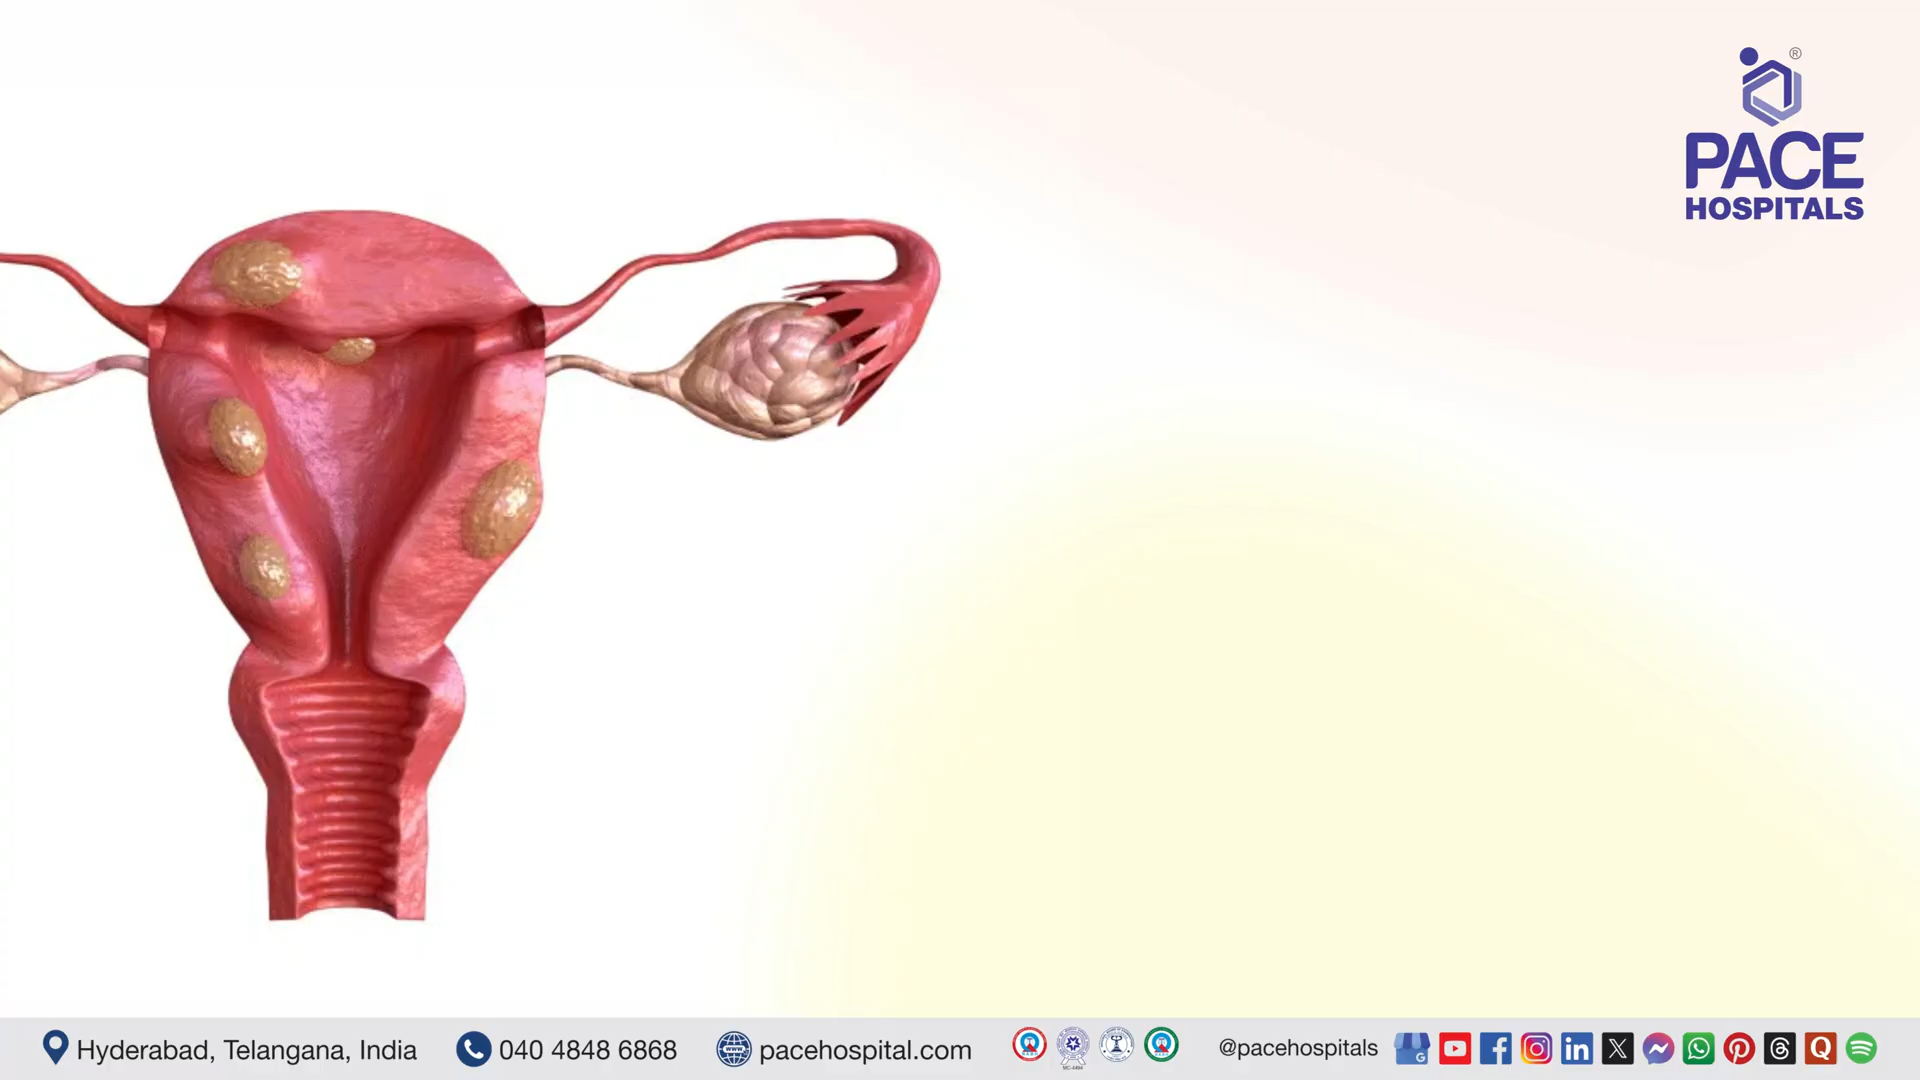 ®
PACE
HOSPITALS
Hyderabad, Telangana, India
040 4848 6868
pacehospital.com
@pacehospitals